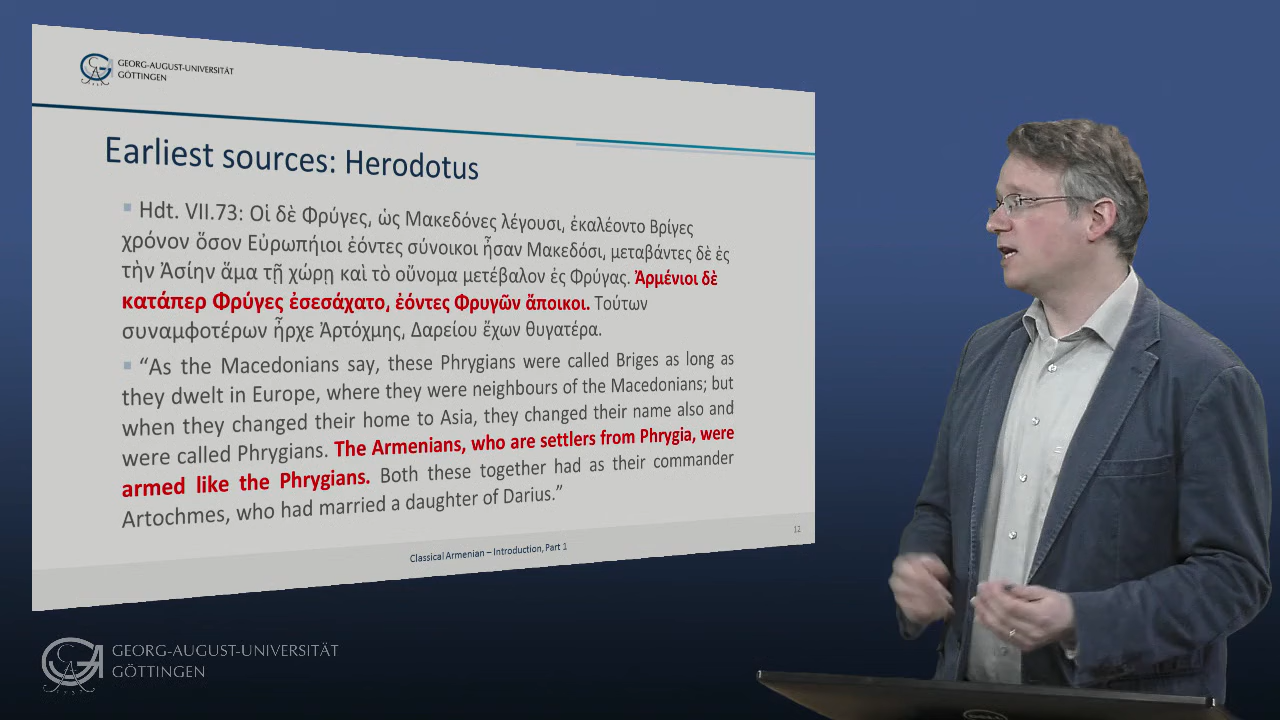 GEORG-AUGUST-UNIVERSITÄT
GÖTTINGEN
Earliest sources: Herodotus
Hdt. VII.73: Οἱ δὲ Φρύγες, ὡς Μακεδόνες λέγουσι, ἐκαλέοντο Βρίγες
χρόνον ὅσον Εὐρωπήιοι ἐόντες σύνοικοι ἦσαν Μακεδόσι, μεταβάντες δὲ ἐς
τὴν Ἀσίην ἅμα τῇ χώρῃ καὶ τὸ οὔνομα μετέβαλον ἐς Φρύγας. Ἀρμένιοι δὲ
κατάπερ Φρύγες ἐσεσάχατο, ἐόντες Φρυγῶν ἄποικοι. Τούτων
συναμφοτέρων ἦρχε Ἀρτόχμης, Δαρείου ἔχων θυγατέρα.
“As the Macedonians say, these Phrygians were called Briges as long as
they dwelt in Europe, where they were neighbours of the Macedonians; but
when they changed their home to Asia, they changed their name also and
were called Phrygians. The Armenians, who are settlers from Phrygia, were
armed like the Phrygians. Both these together had as their commander
Artochmes, who had married a daughter of Darius.”
Classical Armenian – Introduction, Part 1
12
GEORG-AUGUST-UNIVERSITÄT
GÖTTINGEN